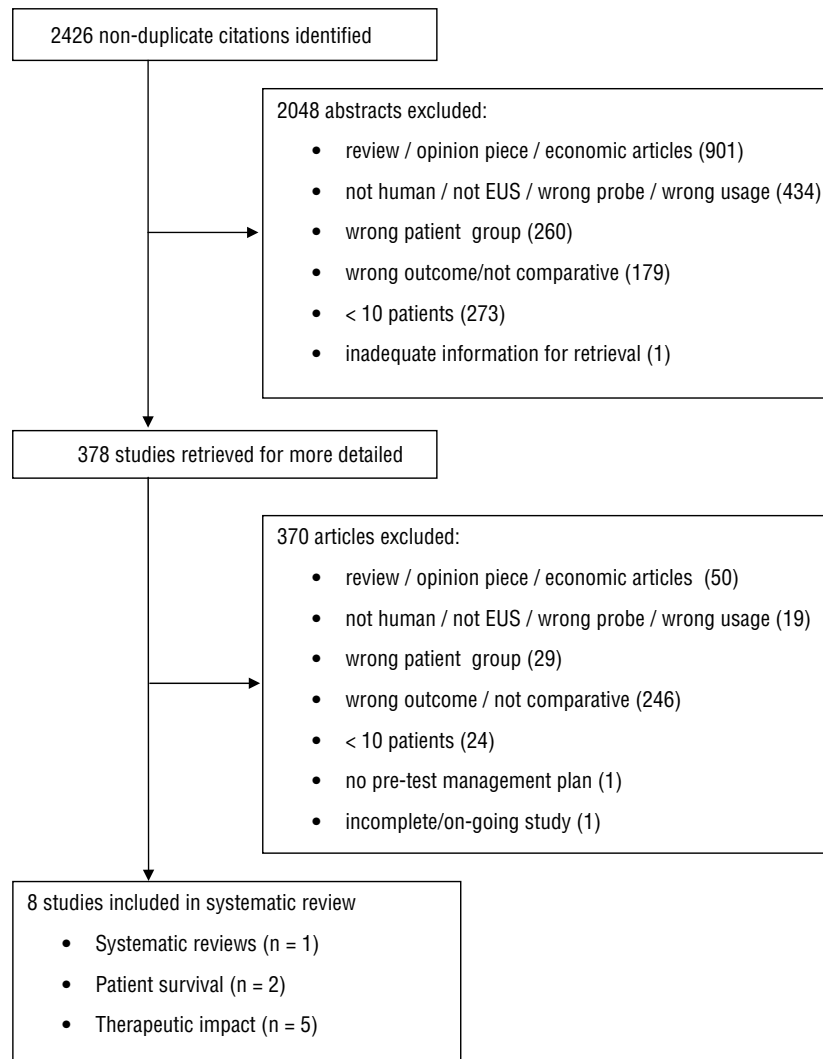 2426 non-duplicate citations identified
2048 abstracts excluded:
• review / opinion piece / economic articles (901)
• not human / not EUS / wrong probe / wrong usage (434)
• wrong patient group (260)
• wrong outcome/not comparative (179)
• < 10 patients (273)
• inadequate information for retrieval (1)
378 studies retrieved for more detailed
370 articles excluded:
• review / opinion piece / economic articles (50)
• not human / not EUS / wrong probe / wrong usage (19)
• wrong patient group (29)
• wrong outcome / not comparative (246)
• < 10 patients (24)
• no pre-test management plan (1)
• incomplete/on-going study (1)
8 studies included in systematic review
• Systematic reviews (n = 1)
• Patient survival (n = 2)
• Therapeutic impact (n = 5)